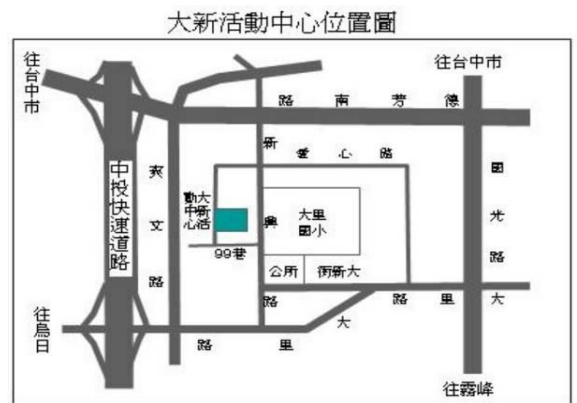 大新活動中心位置圖
往台中市
往台中市
德芳南路
愛心路
中投快速道路
爽文路
大新活動中心
新興路
大里國小
國光路
99巷
公所
大新街
大里路
大里路
往烏日
往霧峰